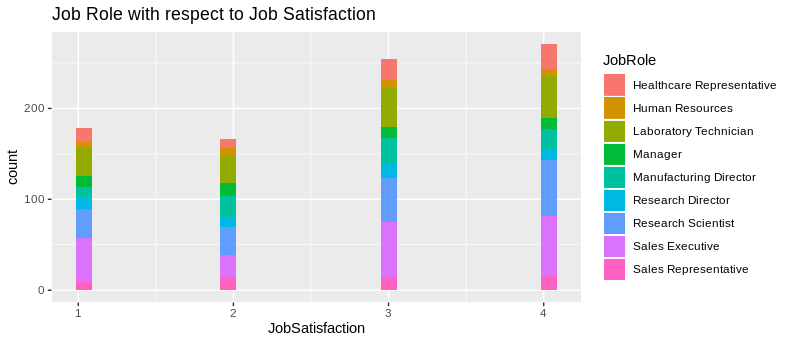 Job Role with respect to Job Satisfaction
count
200
100
0
1 2 3 4
JobSatisfaction
JobRole
Healthcare Representative
Human Resources
Laboratory Technician
Manager
Manufacturing Director
Research Director
Research Scientist
Sales Executive
Sales Representative